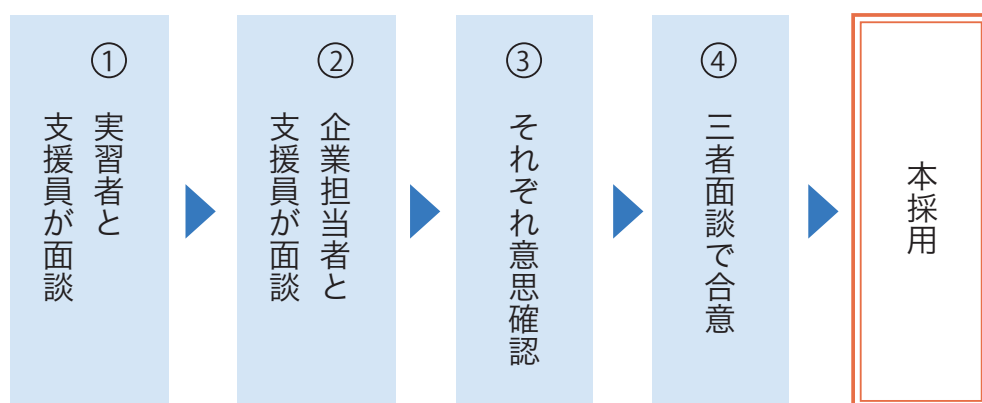 ①
実習者と
支援員が面談
②
企業担当者と
支援員が面談
③
それぞれ意思確認
④
三者面談で合意
本採用